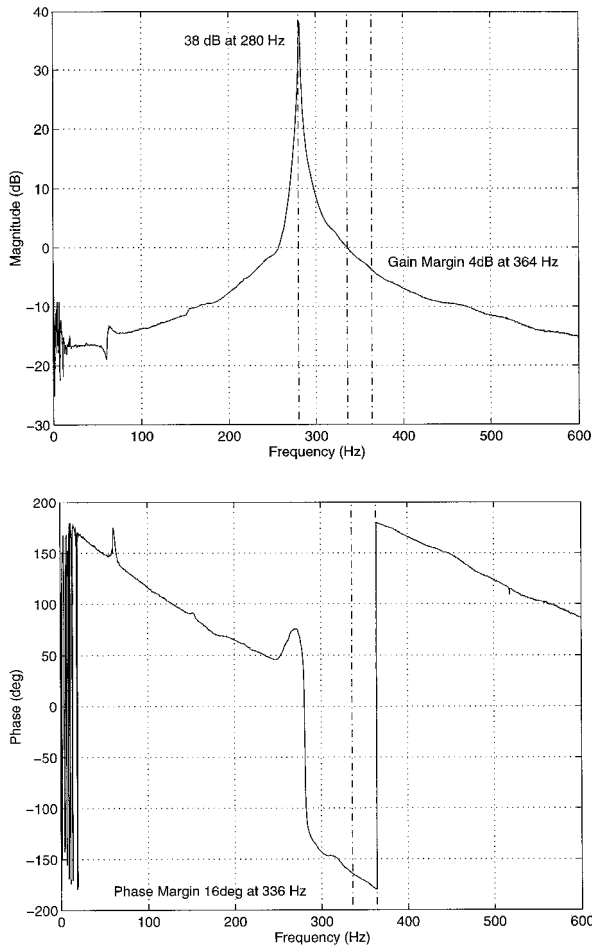 40
38 dB at 280 Hz
30
20
10
0
Gain Margin 4dB at 364 Hz
−10
−20
−30
Magnitude (dB)
0 100 200 300 400 500 600
Frequency (Hz)
200
150
100
50
0
−50
−100
−150
−200
Phase (deg)
Phase Margin 16deg at 336 Hz
0 100 200 300 400 500 600
Frequency (Hz)